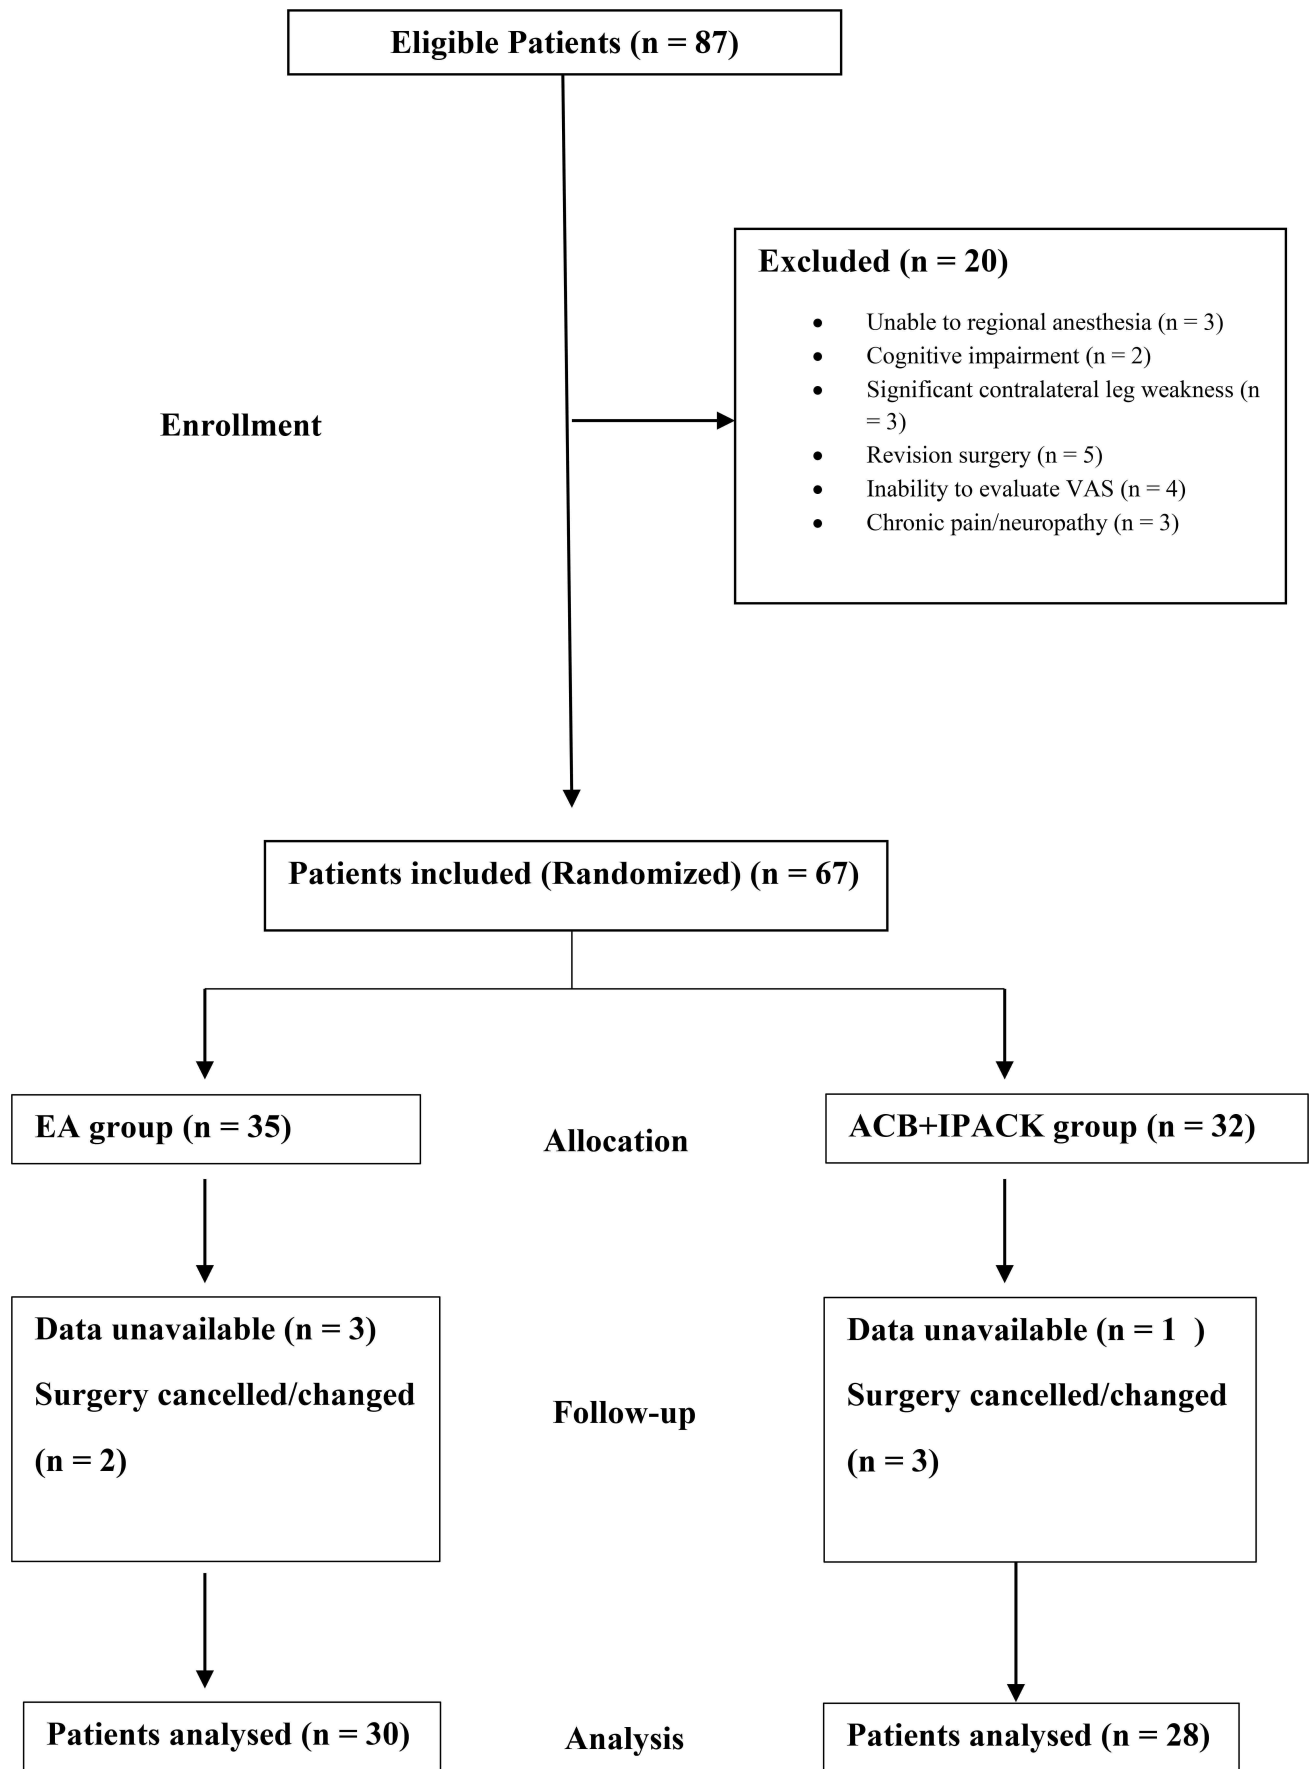 Eligible Patients (n = 87)
Excluded (n = 20)
• Unable to regional anesthesia (n = 3)
• Cognitive impairment (n = 2)
• Significant contralateral leg weakness (n
= 3)
• Revision surgery (n = 5)
• Inability to evaluate VAS (n = 4)
• Chronic pain/neuropathy (n = 3)
Enrollment
Patients included (Randomized) (n = 67)
EA group (n = 35)
Allocation
ACB+IPACK group (n = 32)
Data unavailable (n = 3)
Surgery cancelled/changed
(n = 2)
Follow-up
Data unavailable (n = 1  )
Surgery cancelled/changed
(n = 3)
Patients analysed (n = 30)
Analysis
Patients analysed (n = 28)